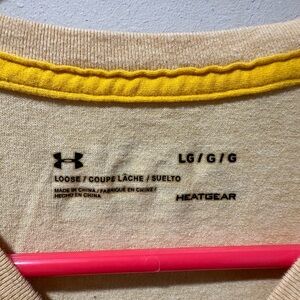 LG / G / G
LOOSE / COUPE LÂCHE / SUELTO
MADE IN CHINA / FABRIQUÉ EN CHINE /
HECHO EN CHINA
HEATGEAR